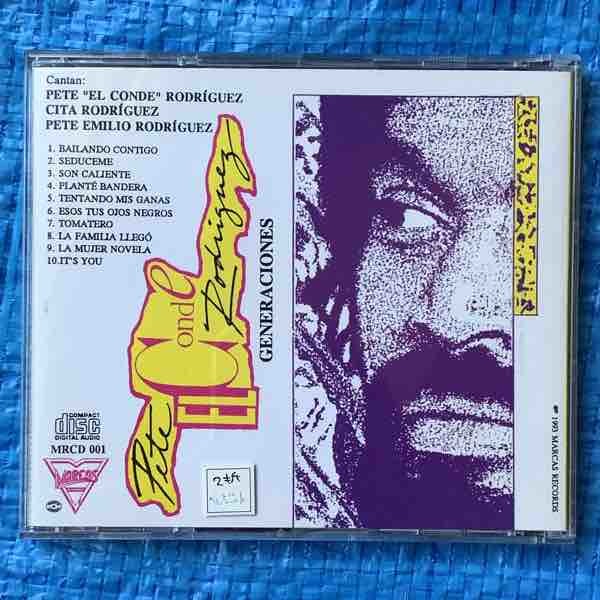 Cantan:
PETE "EL CONDE" RODRÍGUEZ
CITA RODRÍGUEZ
PETE EMILIO RODRÍGUEZ
1. BAILANDO CONTIGO
2. SEDUCEME
3. SON CALIENTE
4. PLANTÉ BANDERA
5. TENTANDO MIS GANAS
6. ESOS TUS OJOS NEGROS
7. TOMATERO
8. LA FAMILIA LLEGÓ
9. LA MUJER NOVELA
10.IT'S YOU
Pete
EL Conde
Rodríguez
GENERACIONES
COMPACT
disc
DIGITAL AUDIO
MRCD 001
MARCAS
℗ 1993 MARCAS RECORDS